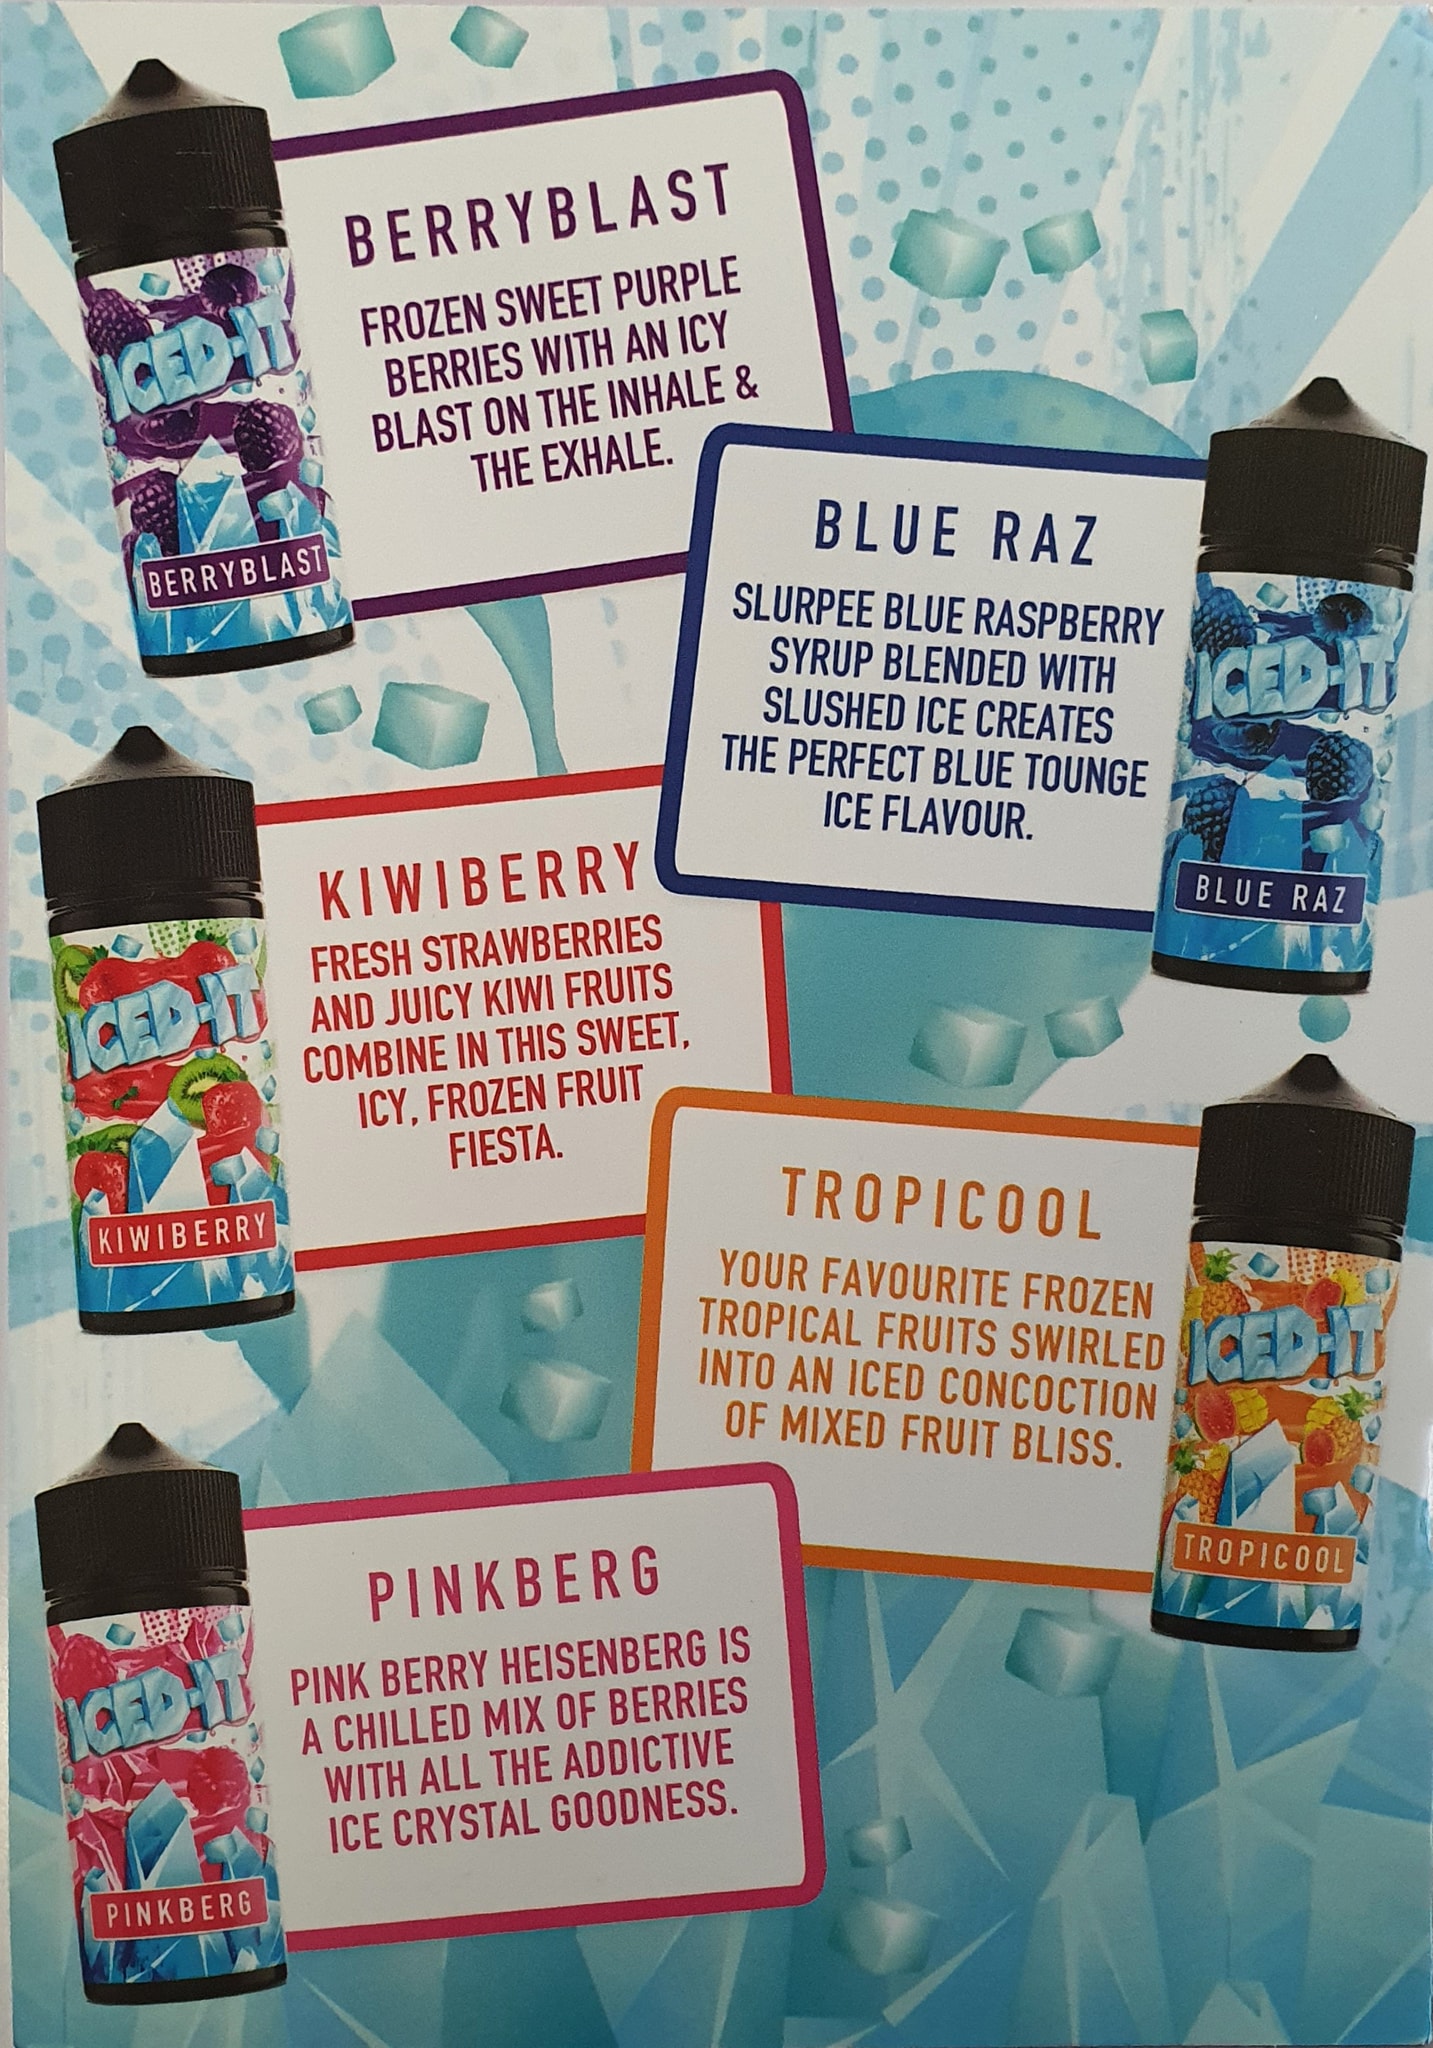 BERRYBLAST
FROZEN SWEET PURPLE
BERRIES WITH AN ICY
BLAST ON THE INHALE &
THE EXHALE.
ICED-IT
BERRYBLAST
BLUE RAZ
SLURPEE BLUE RASPBERRY
SYRUP BLENDED WITH
SLUSHED ICE CREATES
THE PERFECT BLUE TOUNGE
ICE FLAVOUR.
ICED-IT
BLUE RAZ
KIWIBERRY
FRESH STRAWBERRIES
AND JUICY KIWI FRUITS
COMBINE IN THIS SWEET,
ICY, FROZEN FRUIT
FIESTA.
ICED-IT
KIWIBERRY
TROPICOOL
YOUR FAVOURITE FROZEN
TROPICAL FRUITS SWIRLED
INTO AN ICED CONCOCTION
OF MIXED FRUIT BLISS.
ICED-IT
TROPICOOL
PINKBERG
PINK BERRY HEISENBERG IS
A CHILLED MIX OF BERRIES
WITH ALL THE ADDICTIVE
ICE CRYSTAL GOODNESS.
ICED-IT
PINKBERG